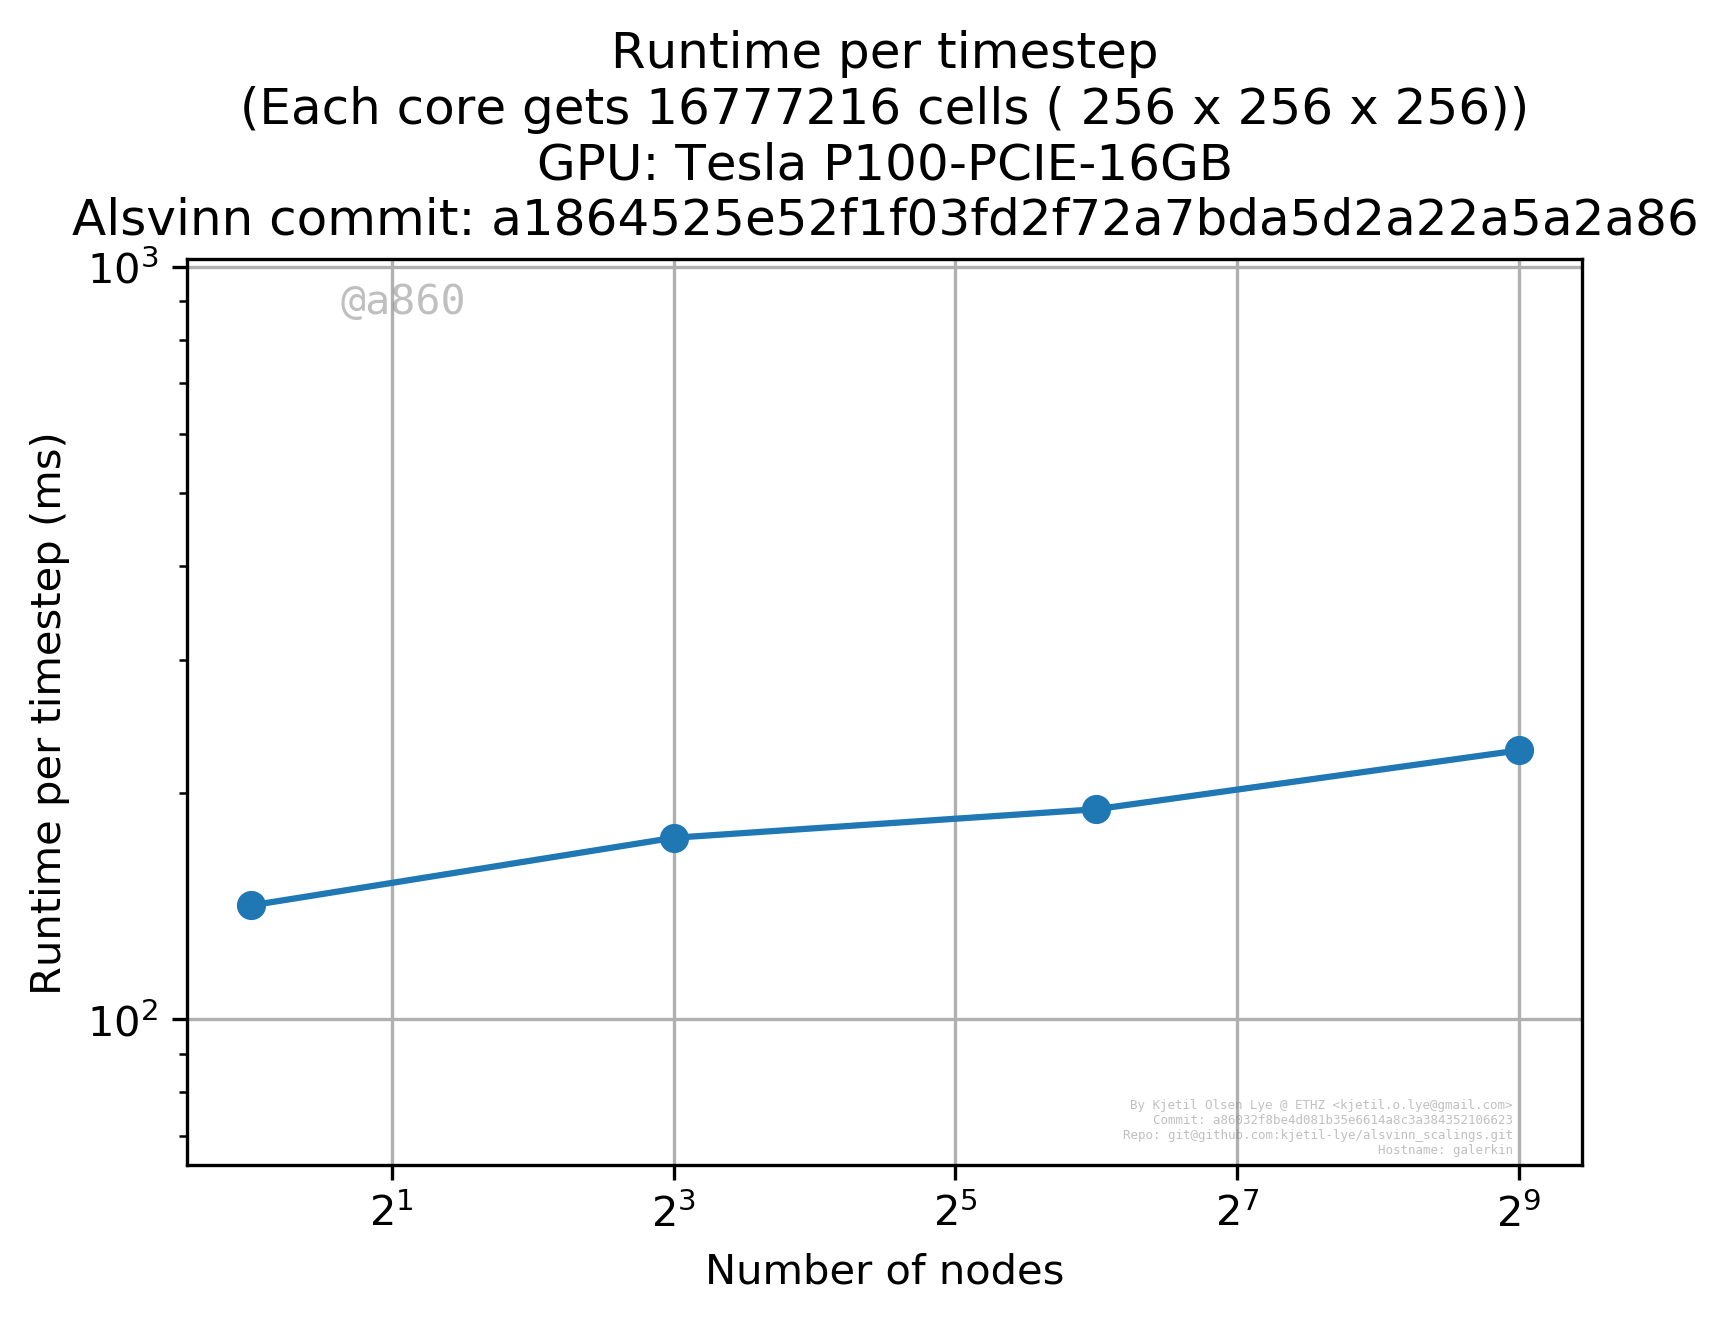 Runtime per timestep
(Each core gets 16777216 cells ( 256 x 256 x 256))
GPU: Tesla P100-PCIE-16GB
Alsvinn commit: a1864525e52f1f03fd2f72a7bda5d2a22a5a2a86
10³
@a860
Runtime per timestep (ms)
10²
By Kjetil Olsen Lye @ ETHZ <kjetil.o.lye@gmail.com>
Commit: a86032f8be4d081b35e6614a8c3a384352106623
Repo: git@github.com:kjetil-lye/alsvinn_scalings.git
Hostname: galerkin
2¹ 2³ 2⁵ 2⁷ 2⁹
Number of nodes